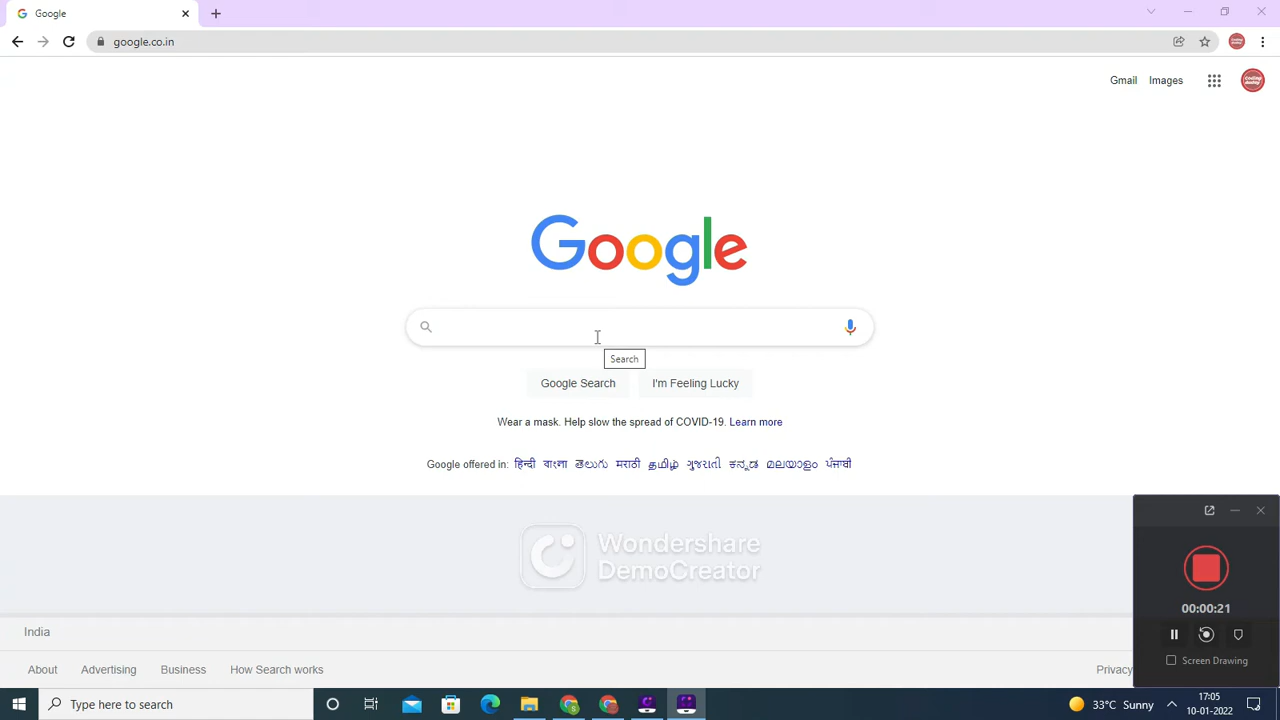 Google
google.co.in
Gmail Images
Google
Search
Google Search I'm Feeling Lucky
Wear a mask. Help slow the spread of COVID-19. Learn more
Google offered in: हिन्दी বাংলা తెలుగు मराठी தமிழ் ગુજરાતી ಕನ್ನಡ മലയാളം ਪੰਜਾਬੀ
Wondershare
DemoCreator
00:00:21
India
Screen Drawing
About Advertising Business How Search works Privacy
Type here to search
33°C Sunny
17:05
10-01-2022